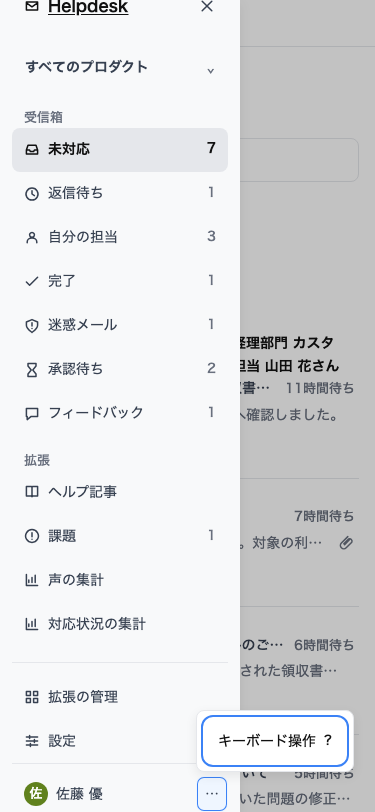 Helpdesk
すべてのプロダクト
受信箱
未対応 7
返信待ち 1
自分の担当 3
完了 1
迷惑メール 1
承認待ち 2
フィードバック 1
拡張
ヘルプ記事
課題 1
声の集計
対応状況の集計
拡張の管理
設定
佐 佐藤 優
キーボード操作 ?
経理部門 カスタ
担当 山田 花さん
書… 11時間待ち
へ確認しました。
7時間待ち
。対象の利…
のご… 6時間待ち
された領収書…
いて 5時間待ち
いた問題の修正…